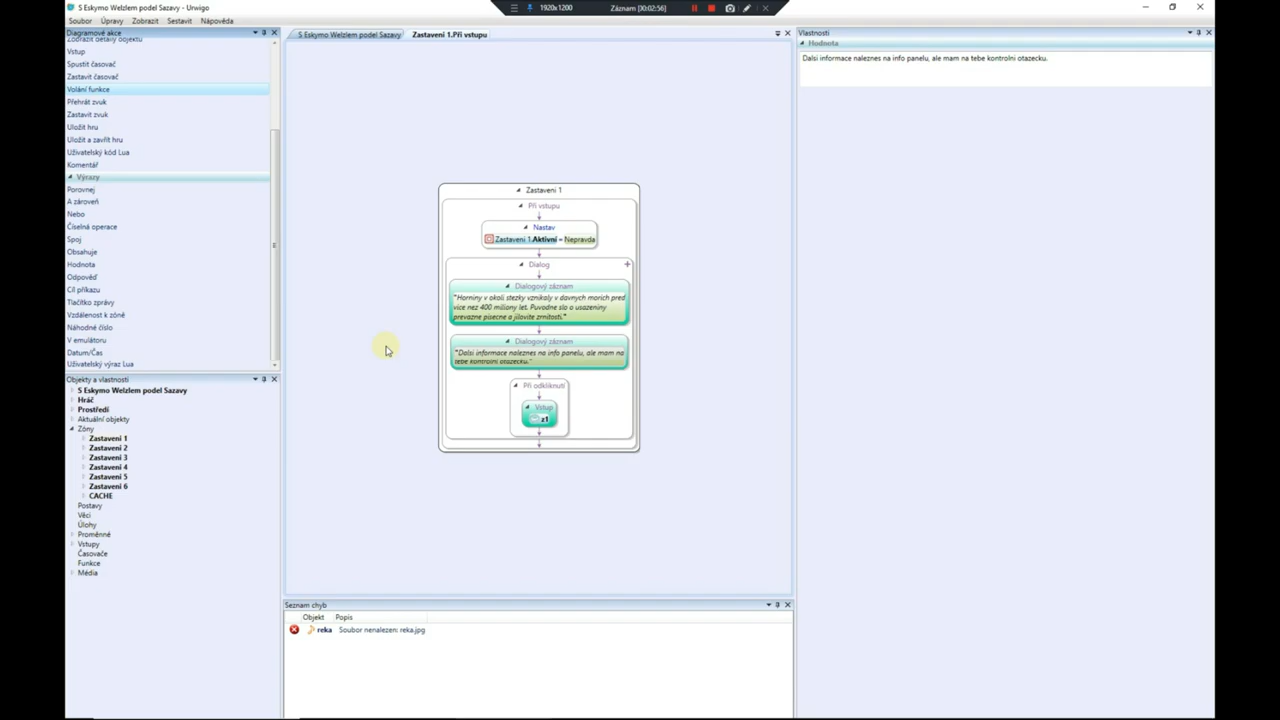 S Eskymo Welzlem podel Sazavy - Urwigo
1920x1200
Záznam [00:02:56]
Soubor Úpravy Zobrazit Sestavit Nápověda
Diagramové akce
Zobrazit detaily objektu
Vstup
Spustit časovač
Zastavit časovač
Volání funkce
Přehrát zvuk
Zastavit zvuk
Uložit hru
Uložit a zavřít hru
Uživatelský kód Lua
Komentář
Výrazy
Porovnej
A zároveň
Nebo
Číselná operace
Spoj
Obsahuje
Hodnota
Odpověď
Cíl příkazu
Tlačítko zprávy
Vzdálenost k zóně
Náhodné číslo
V emulátoru
Datum/Čas
Uživatelský výraz Lua
Objekty a vlastnosti
S Eskymo Welzlem podel Sazavy
Hráč
Prostředí
Aktuální objekty
Zóny
Zastaveni 1
Zastaveni 2
Zastaveni 3
Zastaveni 4
Zastaveni 5
Zastaveni 6
CACHE
Postavy
Věci
Úlohy
Proměnné
Vstupy
Časovače
Funkce
Média
S Eskymo Welzlem podel Sazavy
Zastaveni 1.Při vstupu
Zastaveni 1
Při vstupu
Nastav
Zastaveni 1.Aktivní = Nepravda
Dialog
Dialogový záznam
"Horniny v okoli stezky vznikaly v davnych morich pred
vice nez 400 miliony let. Puvodne slo o usazeniny
prevazne pisecne a jilovite zrnitosti."
Dialogový záznam
"Dalsi informace naleznes na info panelu, ale mam na
tebe kontrolni otazecku."
Při odkliknutí
Vstup
z1
Seznam chyb
Objekt Popis
reka Soubor nenalezen: reka.jpg
Vlastnosti
Hodnota
Dalsi informace naleznes na info panelu, ale mam na tebe kontrolni otazecku.